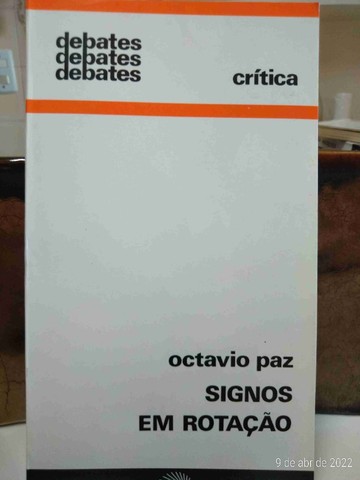 debates
debates
debates
crítica
octavio paz
SIGNOS
EM ROTAÇÃO
9 de abr de 2022